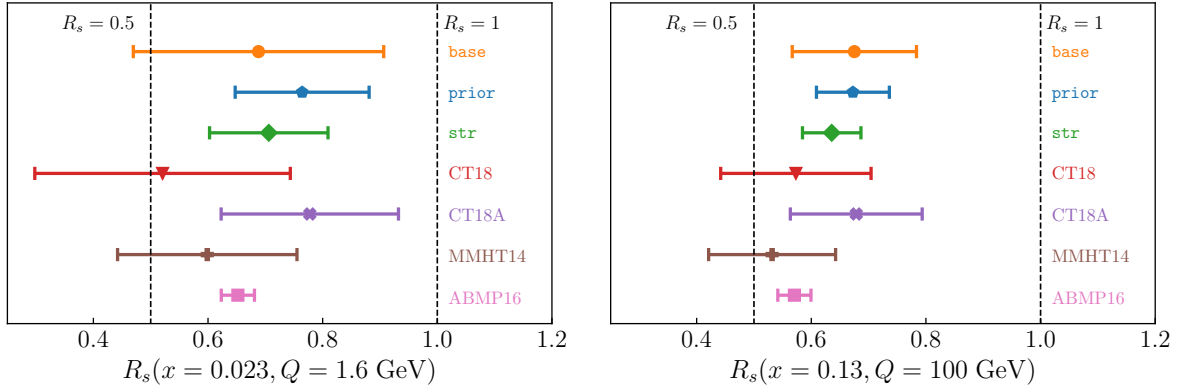 R_s = 0.5
R_s = 1
base
prior
str
CT18
CT18A
MMHT14
ABMP16
0.4 0.6 0.8 1.0 1.2
R_s(x = 0.023, Q = 1.6 GeV)
R_s = 0.5
R_s = 1
base
prior
str
CT18
CT18A
MMHT14
ABMP16
0.4 0.6 0.8 1.0 1.2
R_s(x = 0.13, Q = 100 GeV)